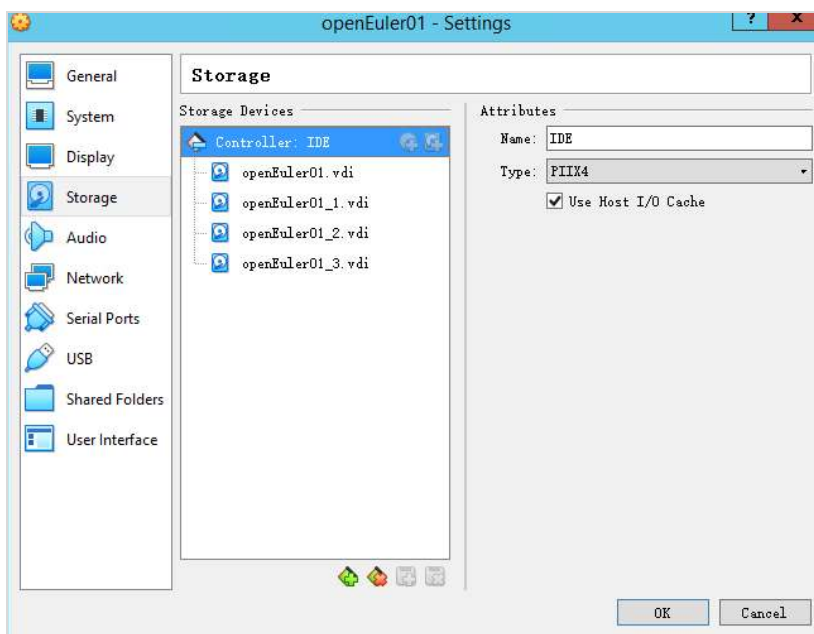 openEuler01 - Settings
? x
General
System
Display
Storage
Audio
Network
Serial Ports
USB
Shared Folders
User Interface
Storage
Storage Devices
Controller: IDE
openEuler01.vdi
openEuler01_1.vdi
openEuler01_2.vdi
openEuler01_3.vdi
Attributes
Name: IDE
Type: PIIX4
Use Host I/O Cache
OK Cancel